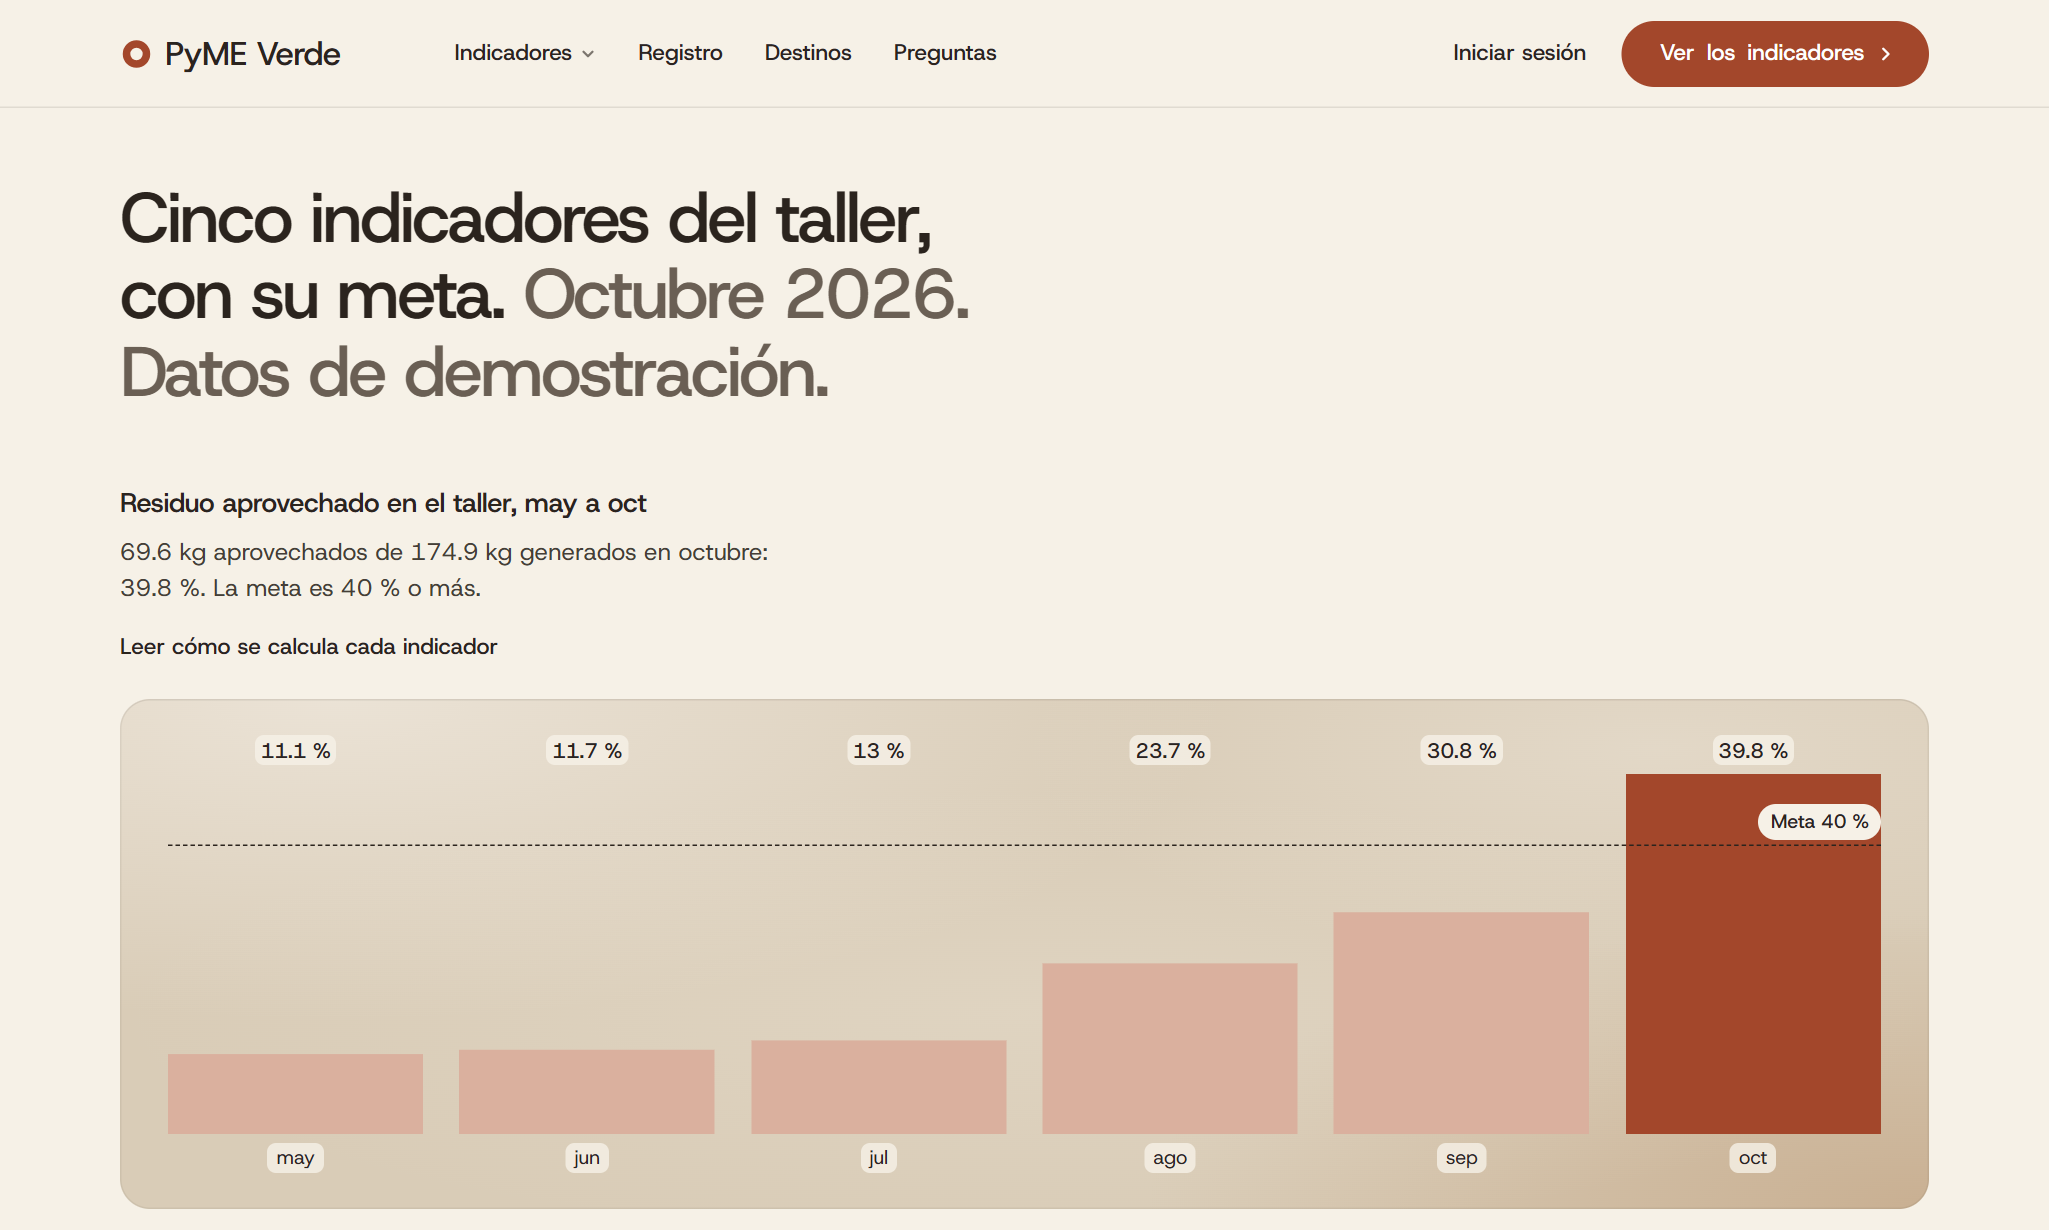 PyME Verde
Indicadores
Registro
Destinos
Preguntas
Iniciar sesión
Ver los indicadores
Cinco indicadores del taller,
con su meta. Octubre 2026.
Datos de demostración.
Residuo aprovechado en el taller, may a oct
69.6 kg aprovechados de 174.9 kg generados en octubre:
39.8 %. La meta es 40 % o más.
Leer cómo se calcula cada indicador
11.1 %
11.7 %
13 %
23.7 %
30.8 %
39.8 %
Meta 40 %
may
jun
jul
ago
sep
oct